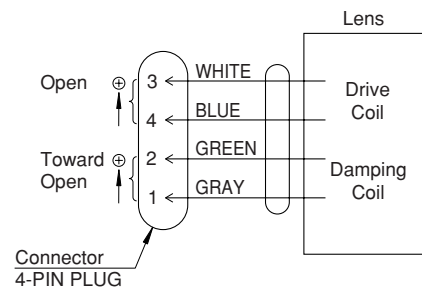 Lens
Open ⊕ 3 WHITE
Drive
Coil
4 BLUE
Toward
Open
⊕ 2 GREEN
Damping
Coil
1 GRAY
Connector
4-PIN PLUG